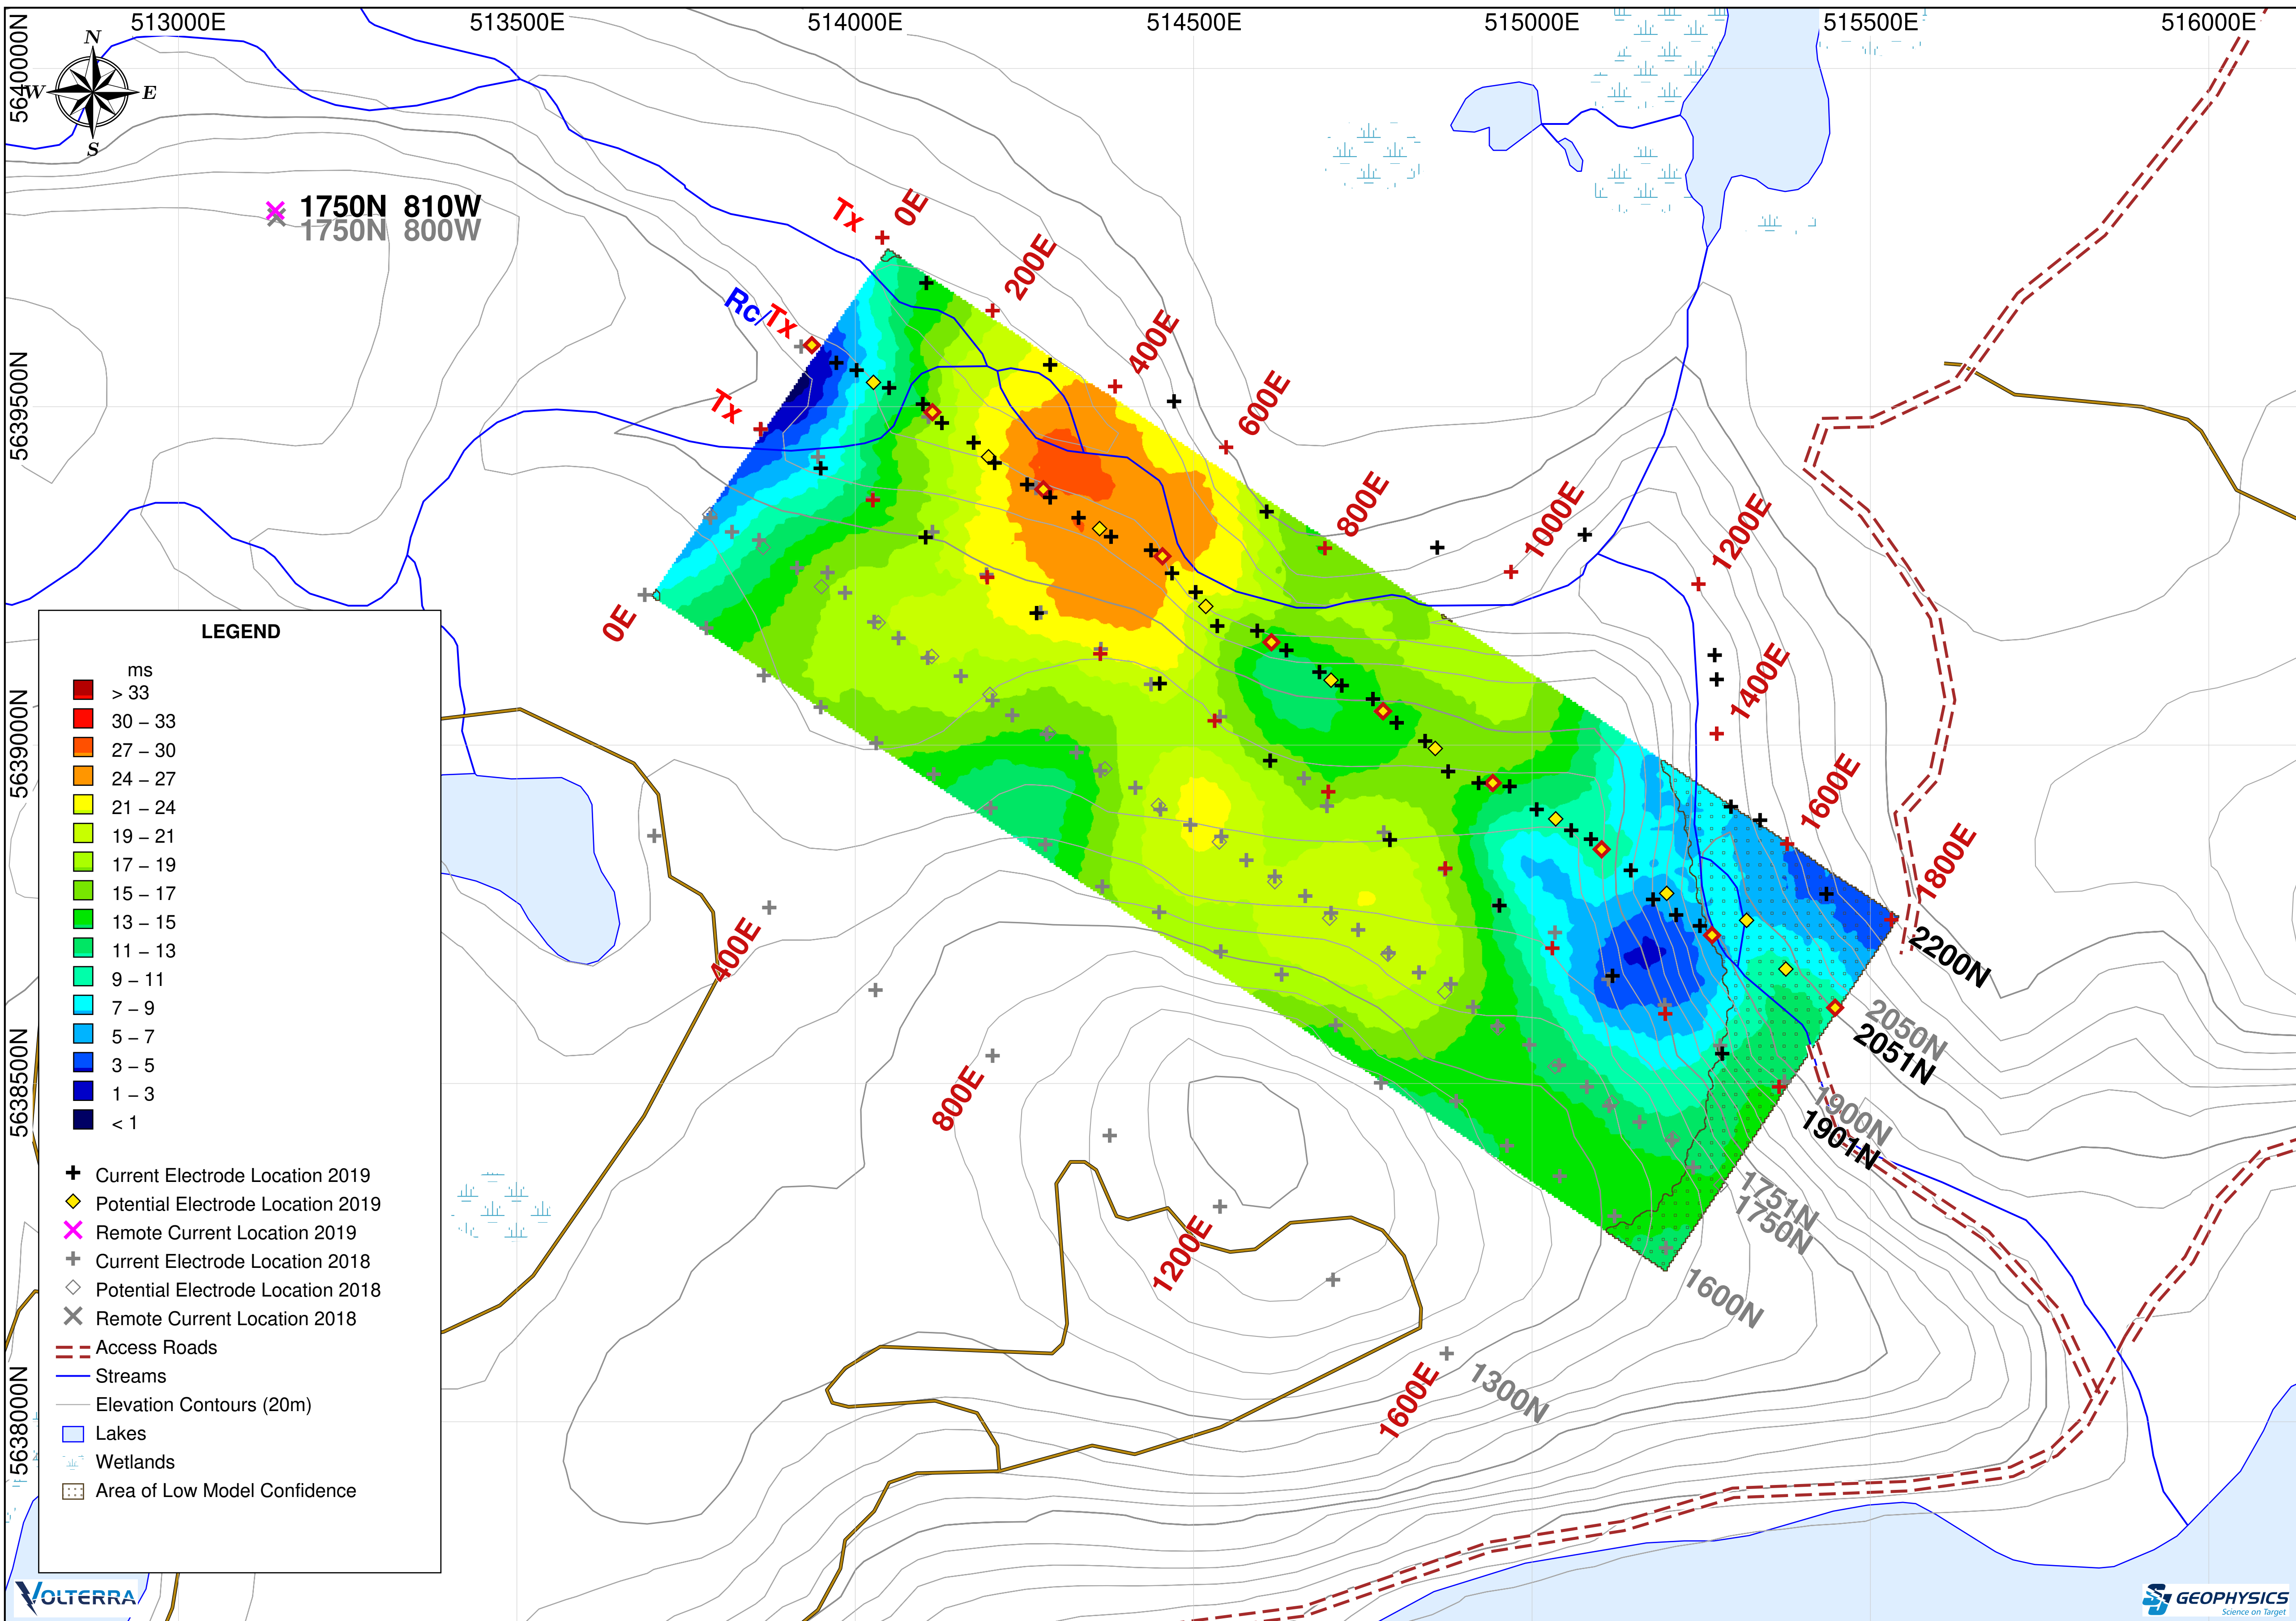 513000E 513500E 514000E 514500E 515000E 515500E 516000E
5640000N
5639500N
5639000N
5638500N
5638000N
N
W E
S
1750N 810W
1750N 800W
Tx 0E
200E
Rc/Tx
400E
Tx
600E
800E
1000E
1200E
1400E
1600E
1800E
0E
400E
800E
1200E
1600E
2200N
2050N
2051N
1900N
1901N
1751N
1750N
1600N
1300N
LEGEND
ms
> 33
30 – 33
27 – 30
24 – 27
21 – 24
19 – 21
17 – 19
15 – 17
13 – 15
11 – 13
9 – 11
7 – 9
5 – 7
3 – 5
1 – 3
< 1
Current Electrode Location 2019
Potential Electrode Location 2019
Remote Current Location 2019
Current Electrode Location 2018
Potential Electrode Location 2018
Remote Current Location 2018
Access Roads
Streams
Elevation Contours (20m)
Lakes
Wetlands
Area of Low Model Confidence
VOLTERRA
SJ GEOPHYSICS
Science on Target